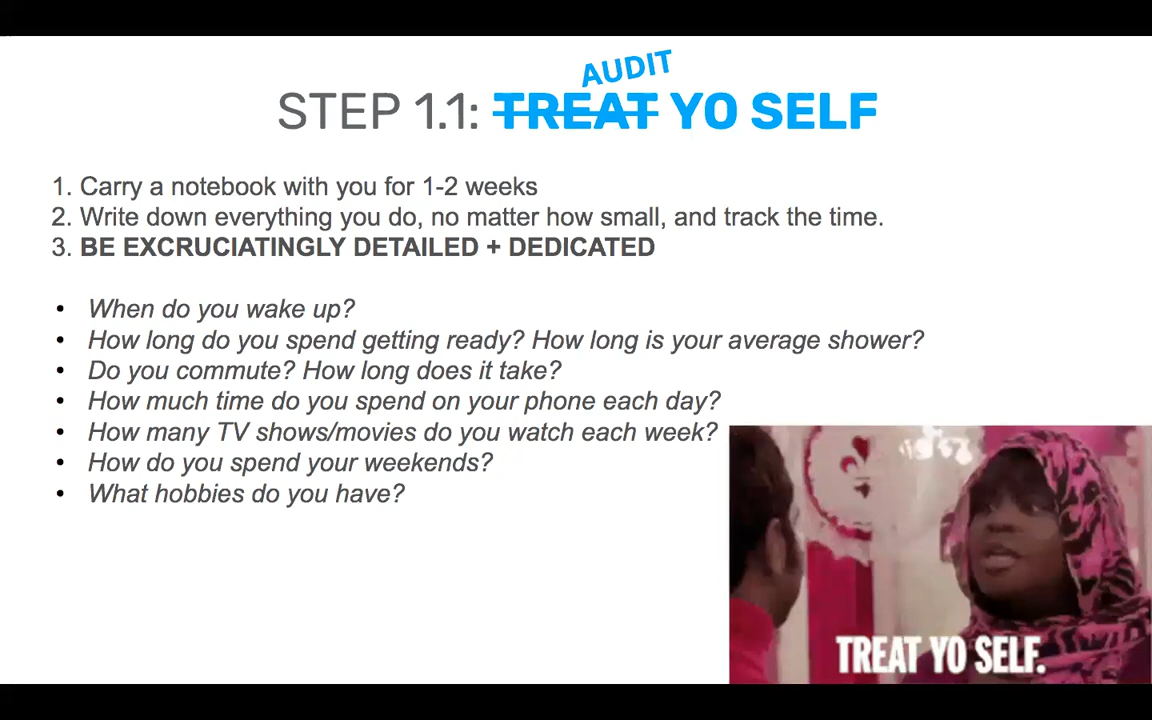 AUDIT
STEP 1.1: TREAT YO SELF
1. Carry a notebook with you for 1-2 weeks
2. Write down everything you do, no matter how small, and track the time.
3. BE EXCRUCIATINGLY DETAILED + DEDICATED
• When do you wake up?
• How long do you spend getting ready? How long is your average shower?
• Do you commute? How long does it take?
• How much time do you spend on your phone each day?
• How many TV shows/movies do you watch each week?
• How do you spend your weekends?
• What hobbies do you have?
TREAT YO SELF.